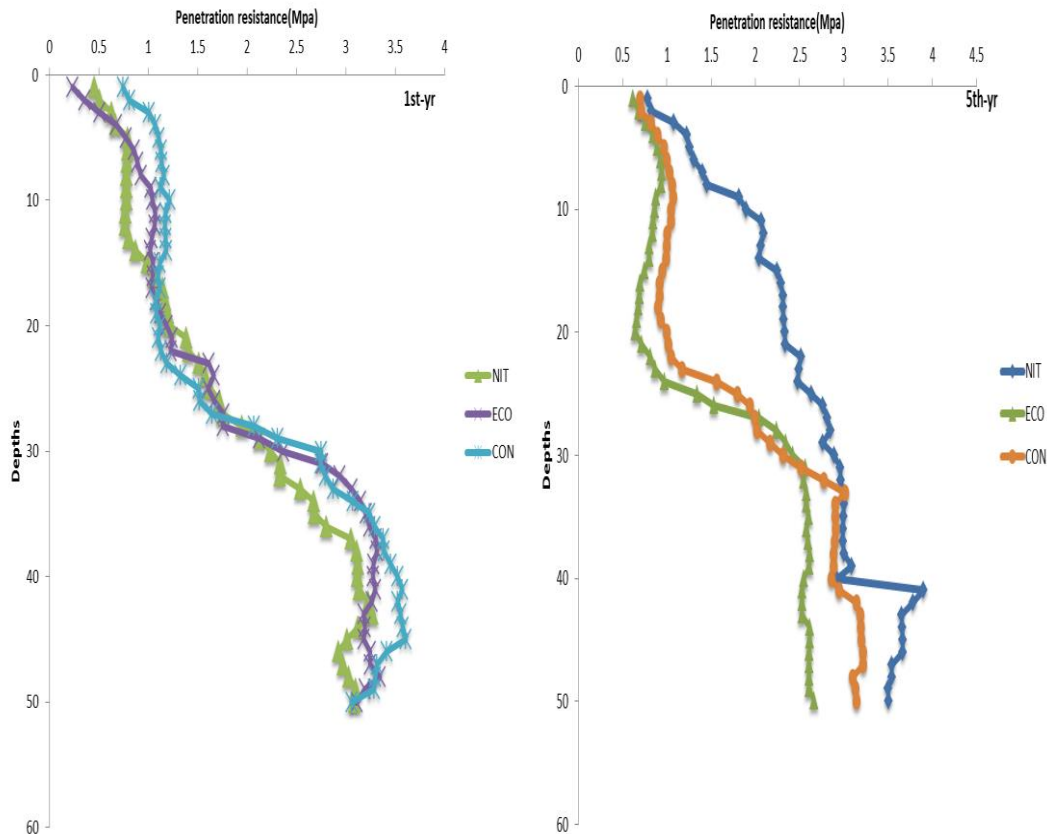 Penetration resistance(Mpa)
0 0.5 1 1.5 2 2.5 3 3.5 4
0
10
20
30
40
50
60
Depths
1st-yr
NIT
ECO
CON
Penetration resistance(Mpa)
0 0.5 1 1.5 2 2.5 3 3.5 4 4.5
0
10
20
30
40
50
60
Depths
5th-yr
NIT
ECO
CON